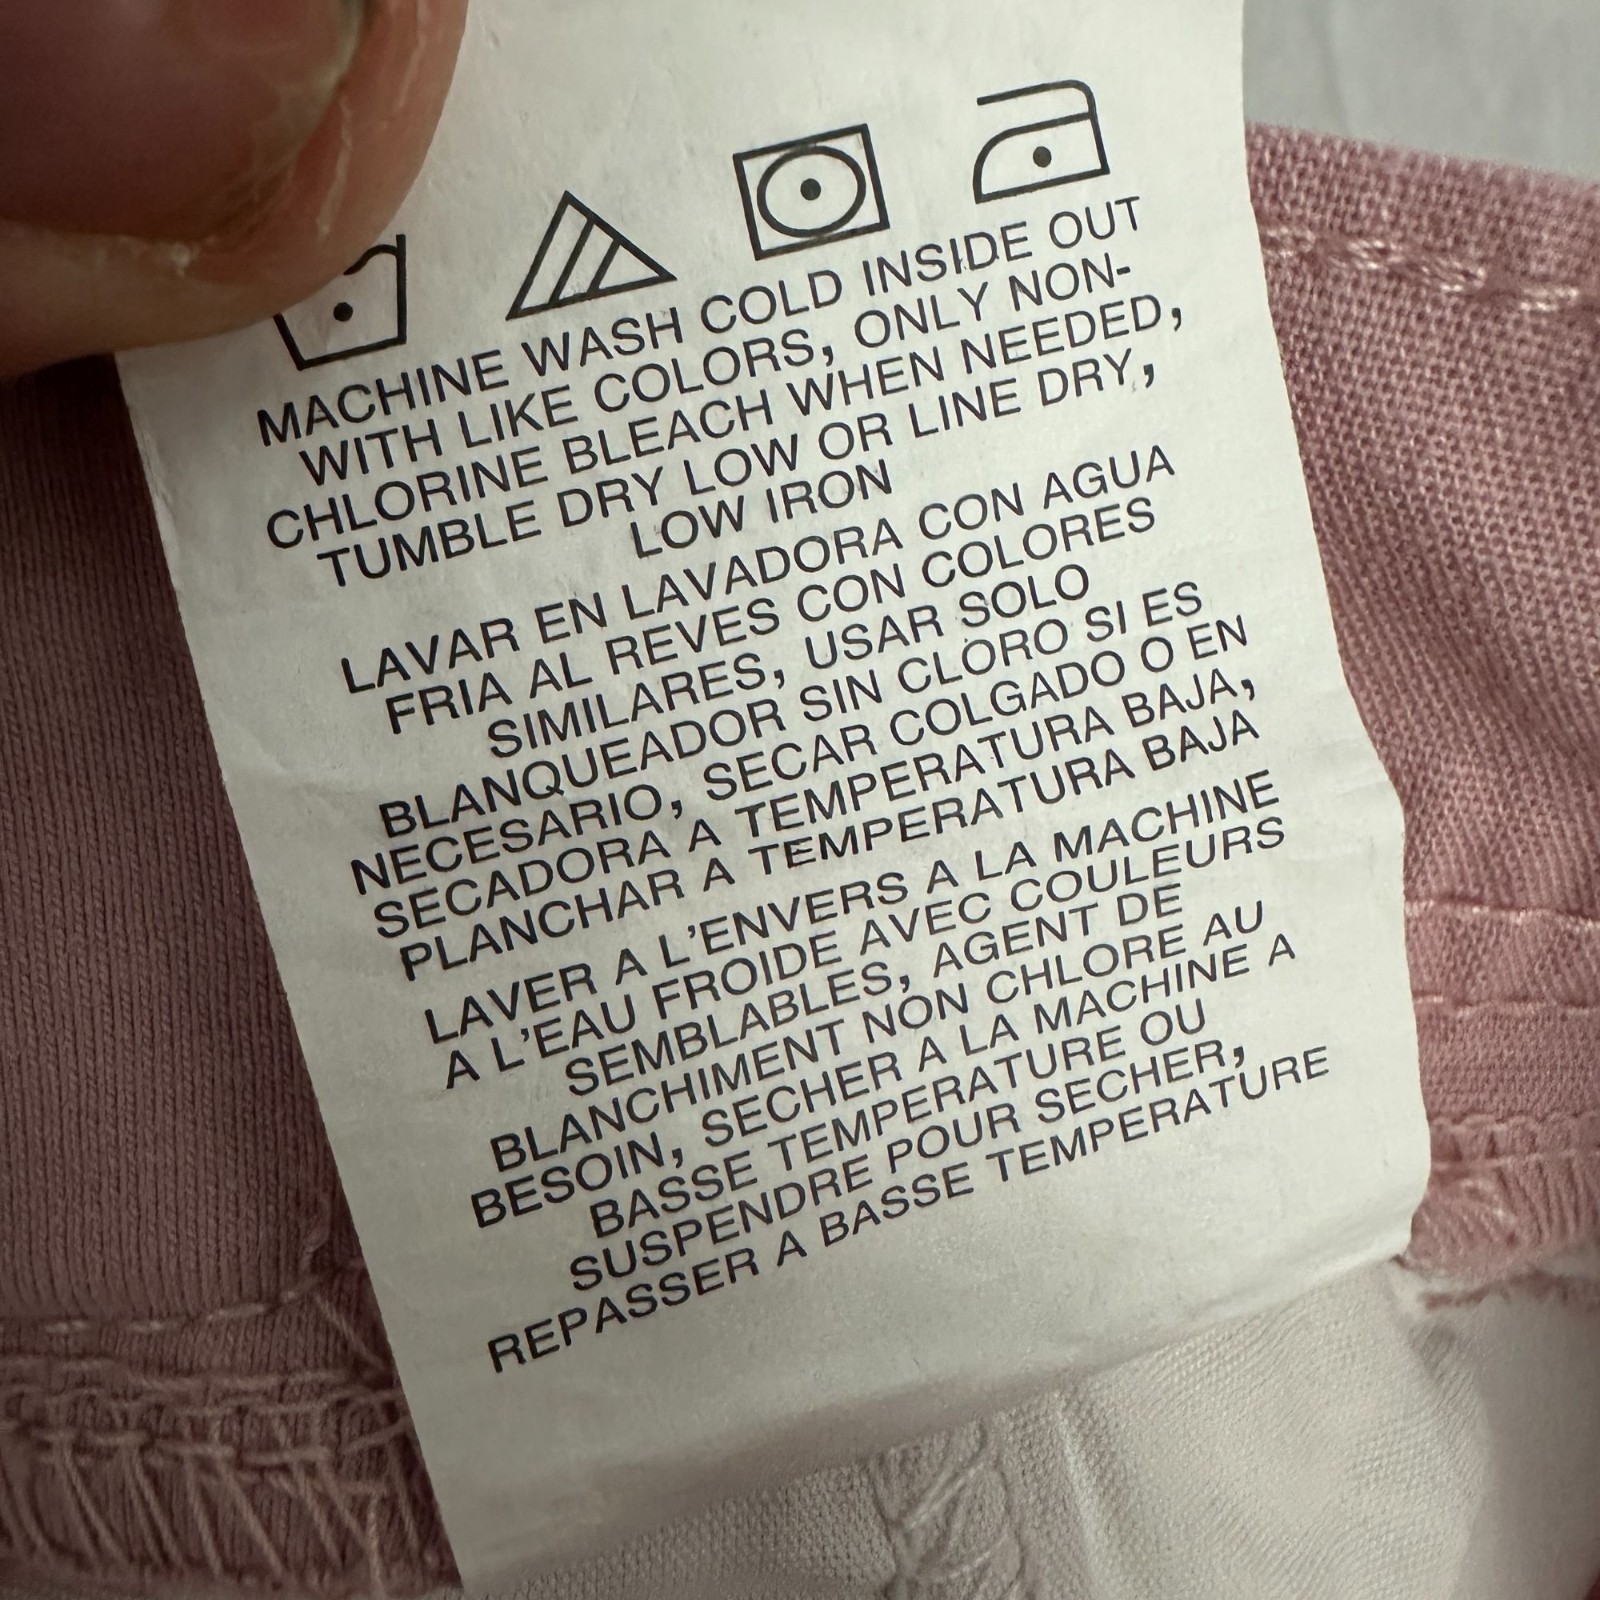 MACHINE WASH COLD INSIDE OUT
WITH LIKE COLORS, ONLY NON-
CHLORINE BLEACH WHEN NEEDED,
TUMBLE DRY LOW OR LINE DRY,
LOW IRON
LAVAR EN LAVADORA CON AGUA
FRIA AL REVES CON COLORES
SIMILARES, USAR SOLO
BLANQUEADOR SIN CLORO SI ES
NECESARIO, SECAR COLGADO O EN
SECADORA A TEMPERATURA BAJA,
PLANCHAR A TEMPERATURA BAJA
LAVER A L'ENVERS A LA MACHINE
A L'EAU FROIDE AVEC COULEURS
SEMBLABLES, AGENT DE
BLANCHIMENT NON CHLORE AU
BESOIN, SECHER A LA MACHINE A
BASSE TEMPERATURE OU
SUSPENDRE POUR SECHER,
REPASSER A BASSE TEMPERATURE